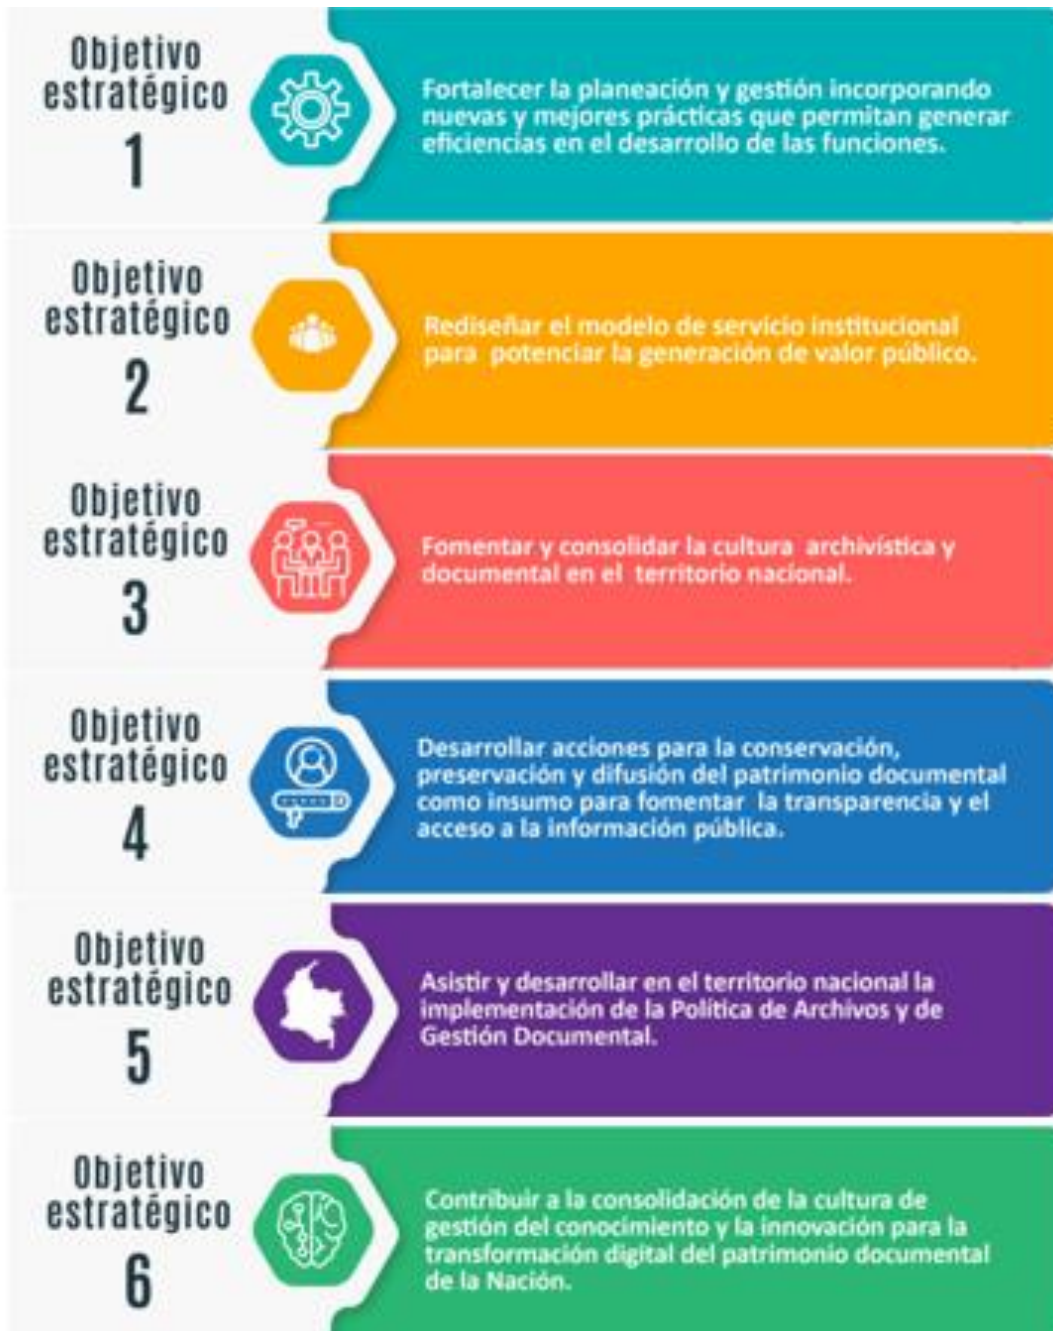 Objetivo
estratégico
1
Fortalecer la planeación y gestión incorporando
nuevas y mejores prácticas que permitan generar
eficiencias en el desarrollo de las funciones.
Objetivo
estratégico
2
Rediseñar el modelo de servicio institucional
para potenciar la generación de valor público.
Objetivo
estratégico
3
Fomentar y consolidar la cultura archivística y
documental en el territorio nacional.
Objetivo
estratégico
4
Desarrollar acciones para la conservación,
preservación y difusión del patrimonio documental
como insumo para fomentar la transparencia y el
acceso a la información pública.
Objetivo
estratégico
5
Asistir y desarrollar en el territorio nacional la
implementación de la Política de Archivos y de
Gestión Documental.
Objetivo
estratégico
6
Contribuir a la consolidación de la cultura de
gestión del conocimiento y la innovación para la
transformación digital del patrimonio documental
de la Nación.